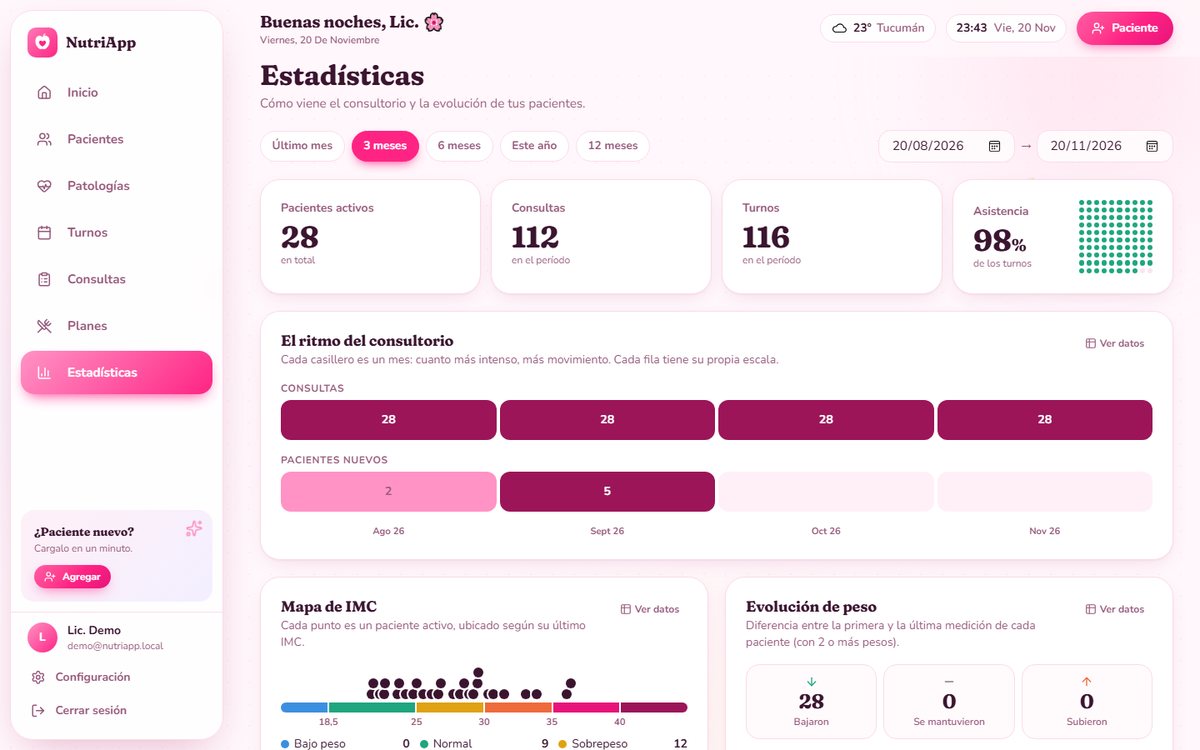 NutriApp
Inicio
Pacientes
Patologías
Turnos
Consultas
Planes
Estadísticas
¿Paciente nuevo?
Cargalo en un minuto.
Agregar
L
Lic. Demo
demo@nutriapp.local
Configuración
Cerrar sesión
Buenas noches, Lic. 🌸
Viernes, 20 De Noviembre
23° Tucumán
23:43 Vie, 20 Nov
Paciente
Estadísticas
Cómo viene el consultorio y la evolución de tus pacientes.
Último mes 3 meses 6 meses Este año 12 meses
20/08/2026 → 20/11/2026
Pacientes activos
28
en total
Consultas
112
en el período
Turnos
116
en el período
Asistencia
98%
de los turnos
El ritmo del consultorio
Ver datos
Cada casillero es un mes: cuanto más intenso, más movimiento. Cada fila tiene su propia escala.
CONSULTAS
28 28 28 28
PACIENTES NUEVOS
2 5
Ago 26 Sept 26 Oct 26 Nov 26
Mapa de IMC
Ver datos
Cada punto es un paciente activo, ubicado según su último
IMC.
18,5 25 30 35 40
Bajo peso 0 Normal 9 Sobrepeso 12
Evolución de peso
Ver datos
Diferencia entre la primera y la última medición de cada
paciente (con 2 o más pesos).
↓
28
Bajaron
—
0
Se mantuvieron
↑
0
Subieron